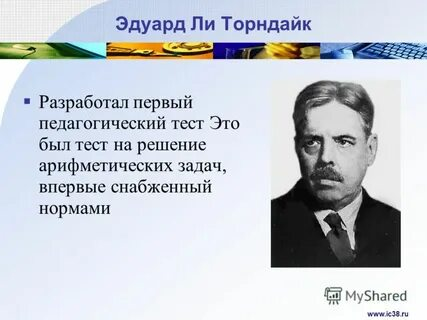 Эдуард Ли Торндайк
Разработал первый
педагогический тест Это
был тест на решение
арифметических задач,
впервые снабженный
нормами
MyShared
www.ic38.ru